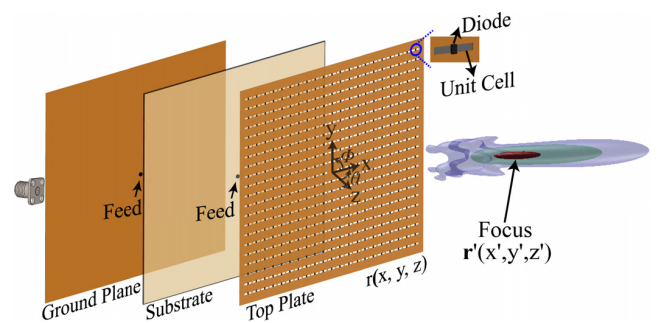 Diode
Unit Cell
y
Φ
x
θ
z
Feed
Feed
Focus
r'(x',y',z')
r(x, y, z)
Ground Plane
Substrate
Top Plate